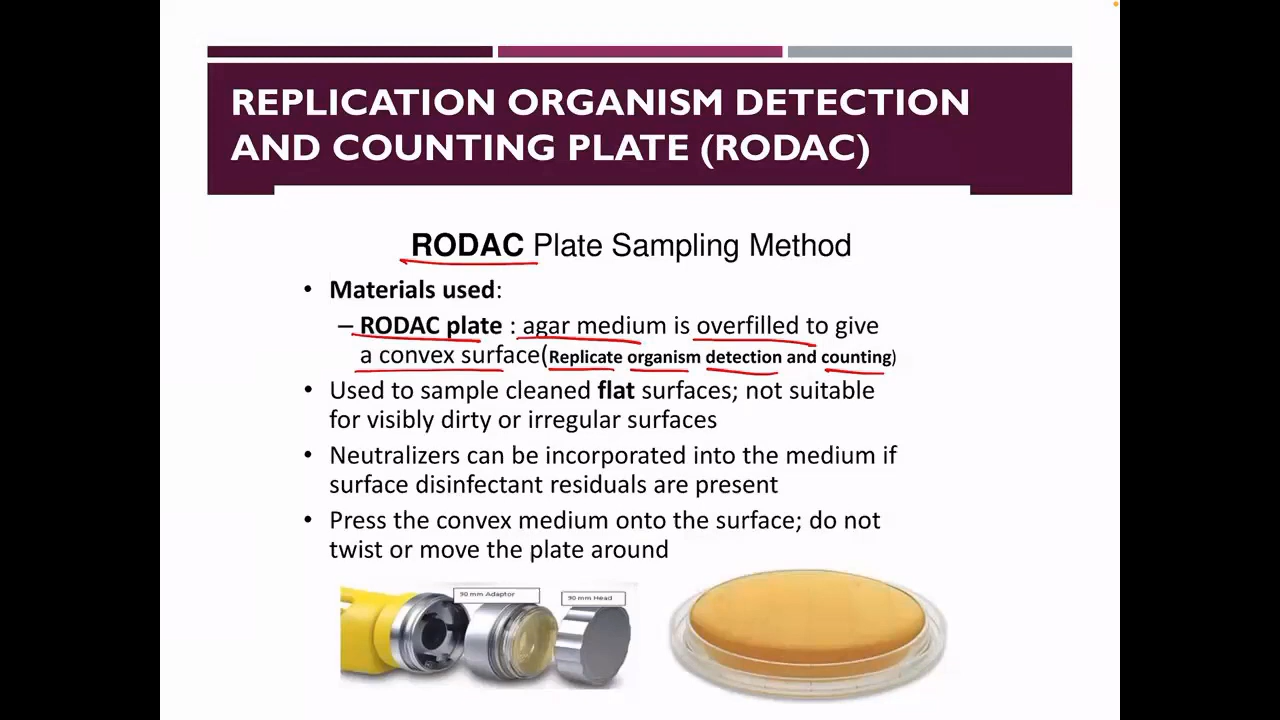 REPLICATION ORGANISM DETECTION
AND COUNTING PLATE (RODAC)
RODAC Plate Sampling Method
• Materials used:
– RODAC plate : agar medium is overfilled to give
a convex surface(Replicate organism detection and counting)
• Used to sample cleaned flat surfaces; not suitable
for visibly dirty or irregular surfaces
• Neutralizers can be incorporated into the medium if
surface disinfectant residuals are present
• Press the convex medium onto the surface; do not
twist or move the plate around
90 mm Adaptor
90 mm Head